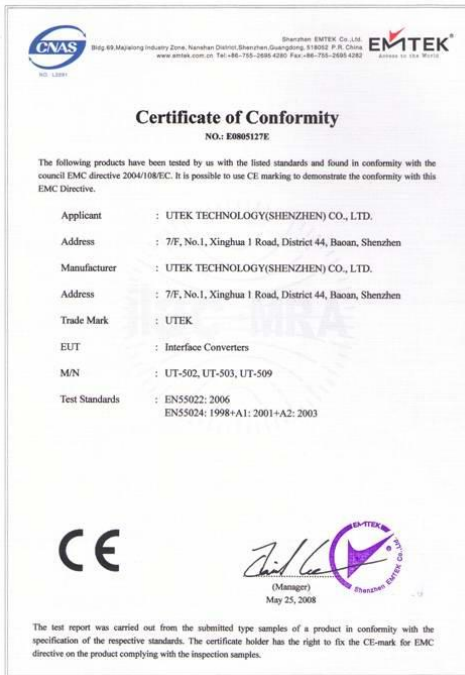 CNAS
Shenzhen EMTEK Co.,Ltd.
Bldg.69,Majialong Industry Zone, Nanshan District,Shenzhen,Guangdong, 518052 P.R. China
www.emtek.com.cn Tel:+86-755-2695 4280 Fax:+86-755-2695 4282
EMTEK®
Access to the World
Certificate of Conformity
NO.: E0805127E
The following products have been tested by us with the listed standards and found in conformity with the
council EMC directive 2004/108/EC. It is possible to use CE marking to demonstrate the conformity with this
EMC Directive.
Applicant : UTEK TECHNOLOGY(SHENZHEN) CO., LTD.
Address : 7/F, No.1, Xinghua 1 Road, District 44, Baoan, Shenzhen
Manufacturer : UTEK TECHNOLOGY(SHENZHEN) CO., LTD.
Address : 7/F, No.1, Xinghua 1 Road, District 44, Baoan, Shenzhen
Trade Mark : UTEK
EUT : Interface Converters
M/N : UT-502, UT-503, UT-509
Test Standards : EN55022: 2006
EN55024: 1998+A1: 2001+A2: 2003
CE
EMTEK
Shenzhen EMTEK Co.,Ltd.
(Manager)
May 25, 2008
The test report was carried out from the submitted type samples of a product in conformity with the
specification of the respective standards. The certificate holder has the right to fix the CE-mark for EMC
directive on the product complying with the inspection samples.